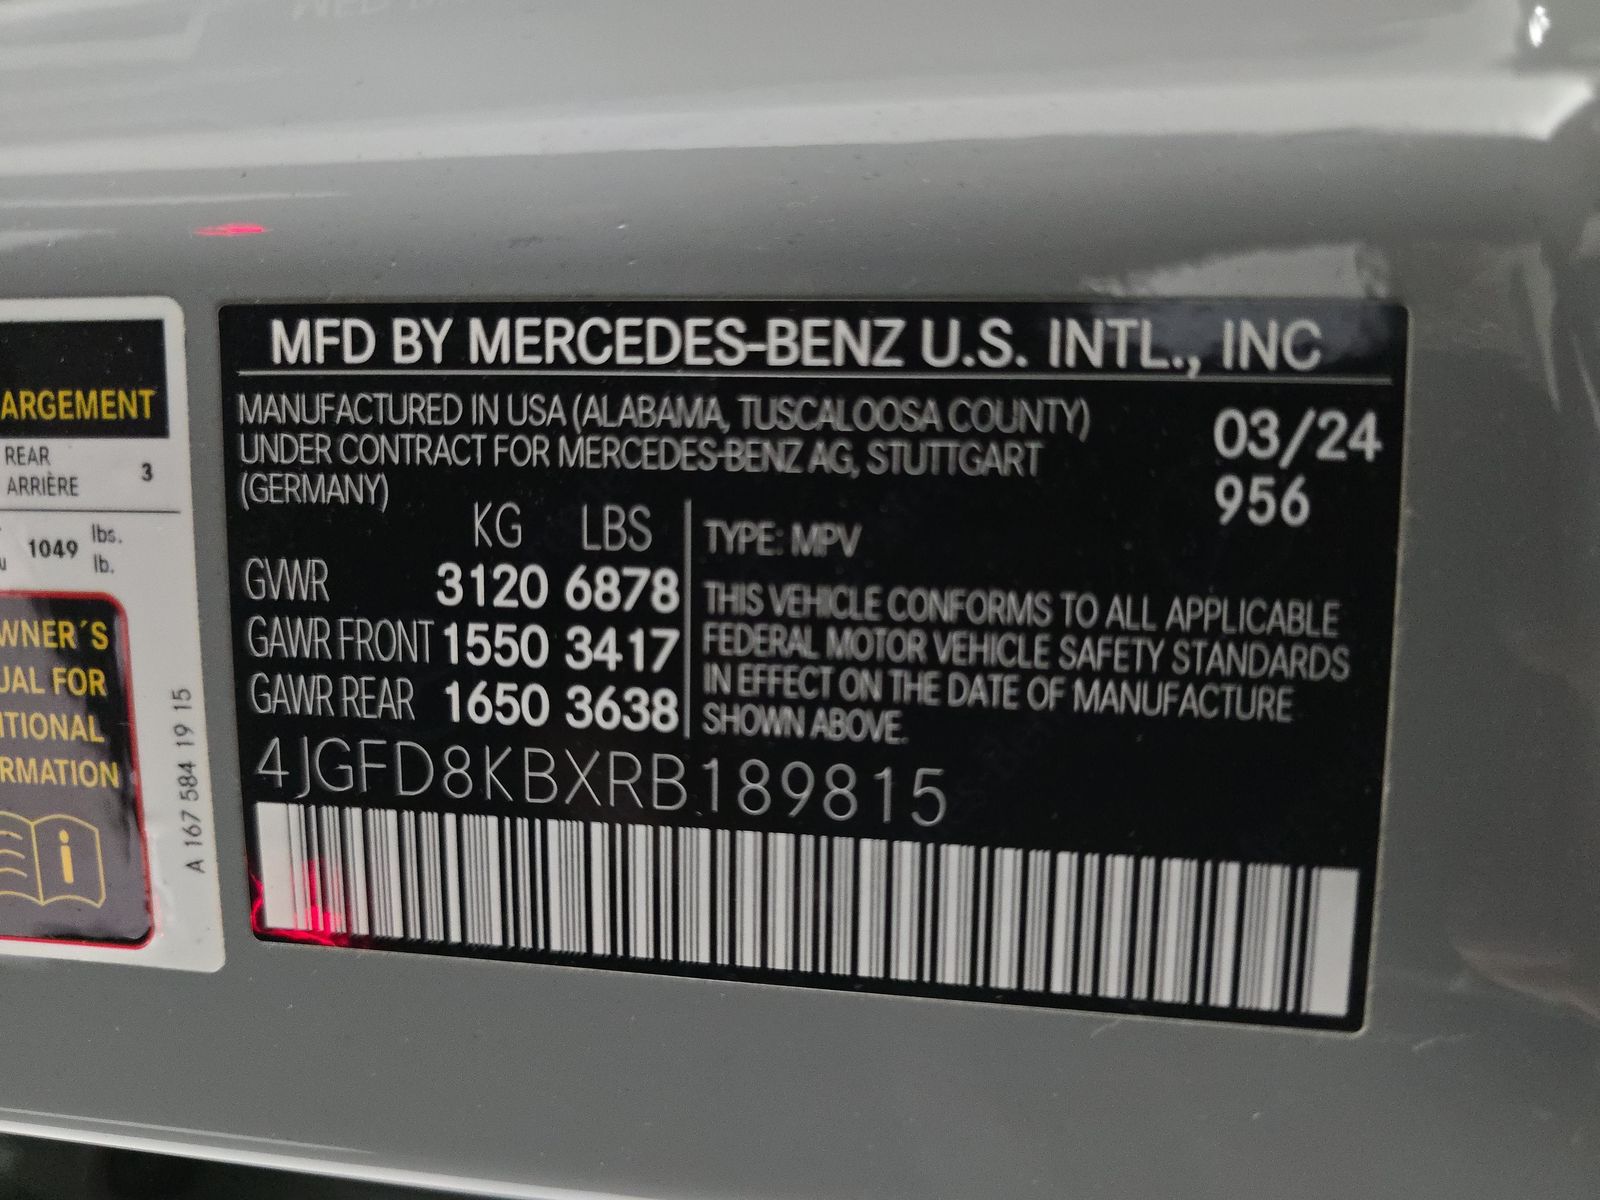 ARGEMENT
REAR
ARRIÈRE 3
1049 lbs.
lb.
WNER´S
UAL FOR
ITIONAL
RMATION
A 167 584 19 15
MFD BY MERCEDES-BENZ U.S. INTL., INC
MANUFACTURED IN USA (ALABAMA, TUSCALOOSA COUNTY)
UNDER CONTRACT FOR MERCEDES-BENZ AG, STUTTGART
(GERMANY)
03/24
956
KG LBS
GVWR 3120 6878
GAWR FRONT 1550 3417
GAWR REAR 1650 3638
TYPE: MPV
THIS VEHICLE CONFORMS TO ALL APPLICABLE
FEDERAL MOTOR VEHICLE SAFETY STANDARDS
IN EFFECT ON THE DATE OF MANUFACTURE
SHOWN ABOVE.
4JGFD8KBXRB189815